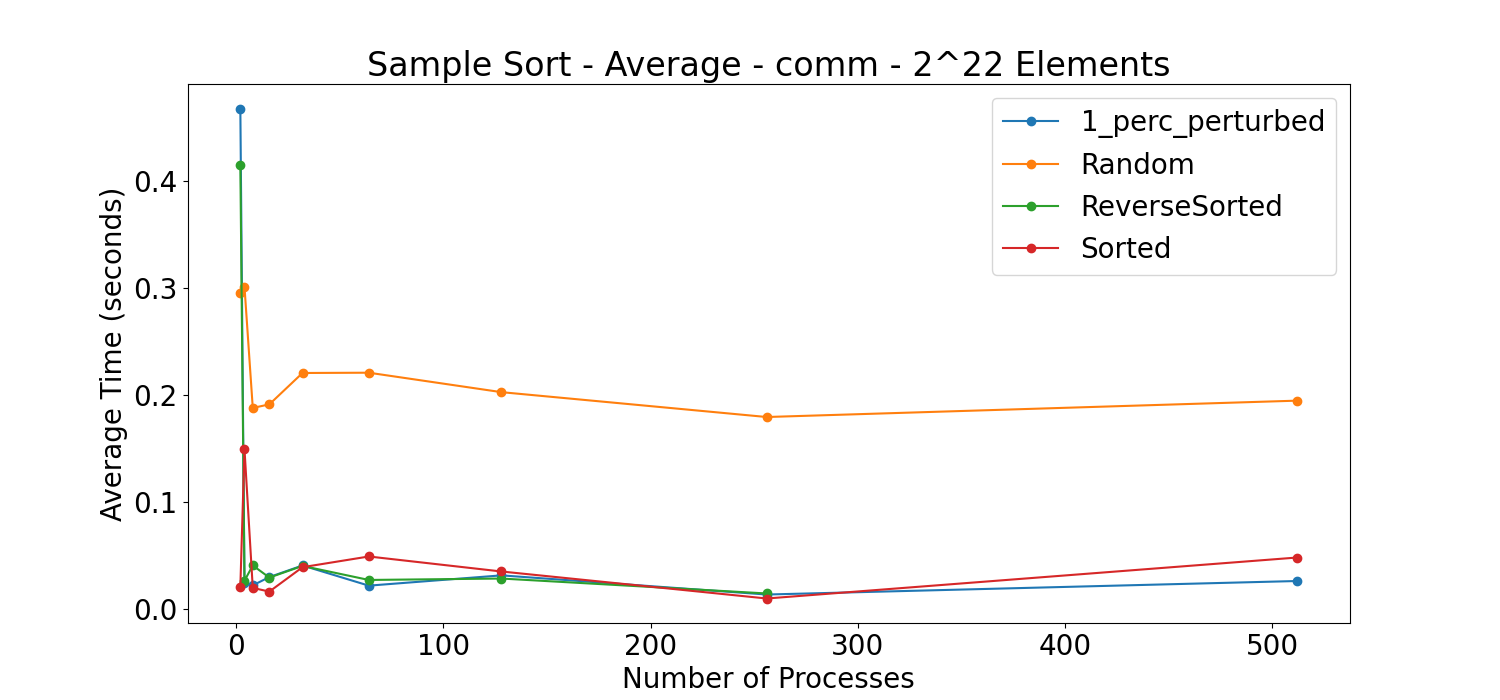 Sample Sort - Average - comm - 2^22 Elements
1_perc_perturbed
Random
ReverseSorted
Sorted
Average Time (seconds)
0.4
0.3
0.2
0.1
0.0
0 100 200 300 400 500
Number of Processes